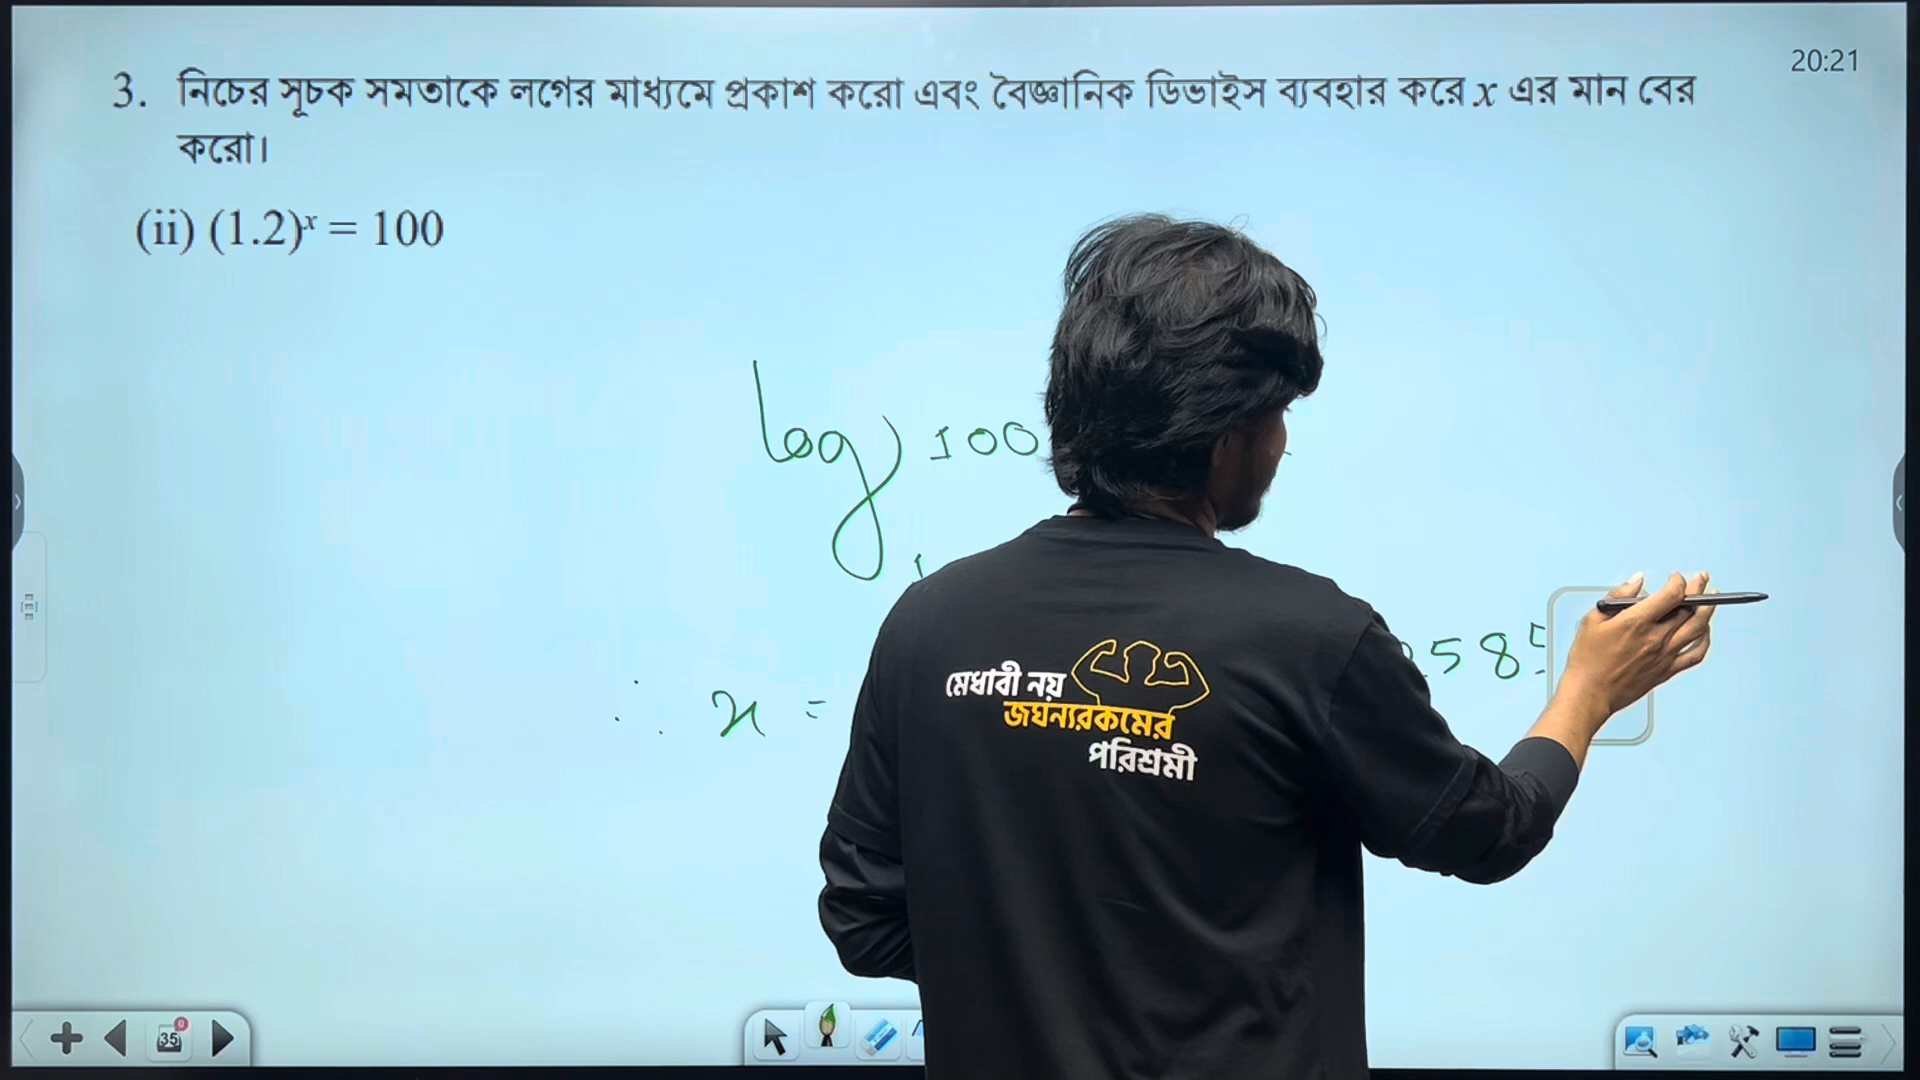 20:21
3. নিচের সূচক সমতাকে লগের মাধ্যমে প্রকাশ করো এবং বৈজ্ঞানিক ডিভাইস ব্যবহার করে x এর মান বের
করো।
(ii) (1.2)ˣ = 100
log 100
∴ x =
585
মেধাবী নয়
জঘন্যরকমের
পরিশ্রমী
35
0